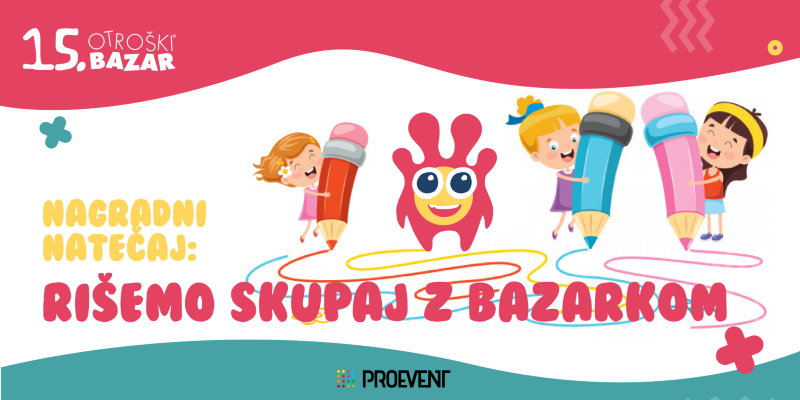 15. OTROŠKI
BAZAR
NAGRADNI
NATEČAJ:
RIŠEMO SKUPAJ Z BAZARKOM
PROEVENT